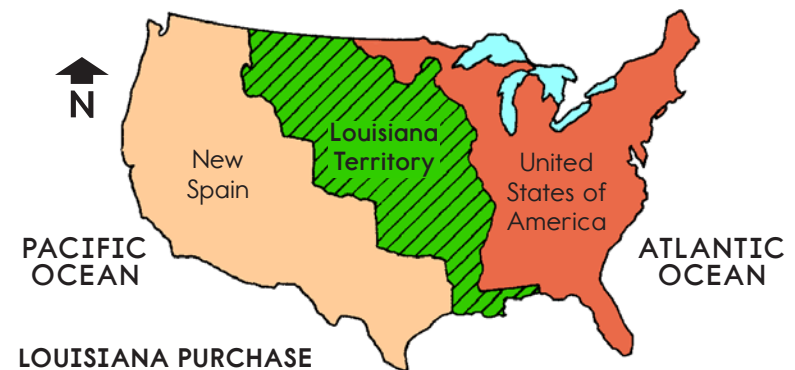 N
New
Spain
Louisiana
Territory
United
States of
America
PACIFIC
OCEAN
ATLANTIC
OCEAN
LOUISIANA PURCHASE